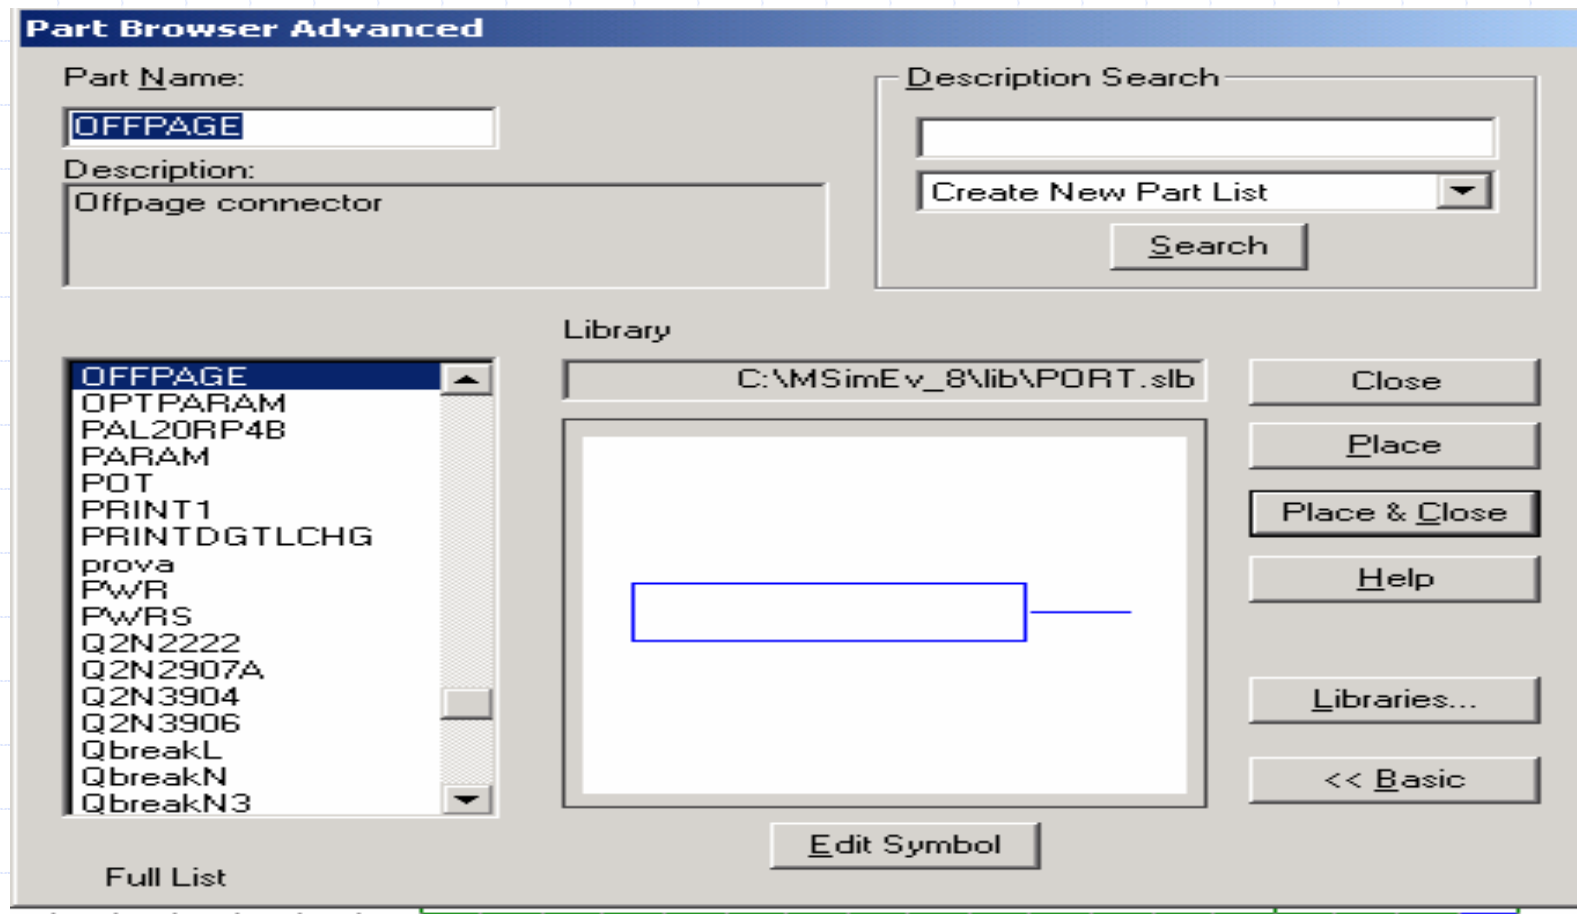 Part Browser Advanced
Part Name:
OFFPAGE
Description:
Offpage connector
Description Search
Create New Part List
Search
OFFPAGE
OPTPARAM
PAL20RP4B
PARAM
POT
PRINT1
PRINTDGTLCHG
prova
PWR
PWRS
Q2N2222
Q2N2907A
Q2N3904
Q2N3906
QbreakL
QbreakN
QbreakN3
Full List
Library
C:\MSimEv_8\lib\PORT.slb
Edit Symbol
Close
Place
Place & Close
Help
Libraries...
<< Basic